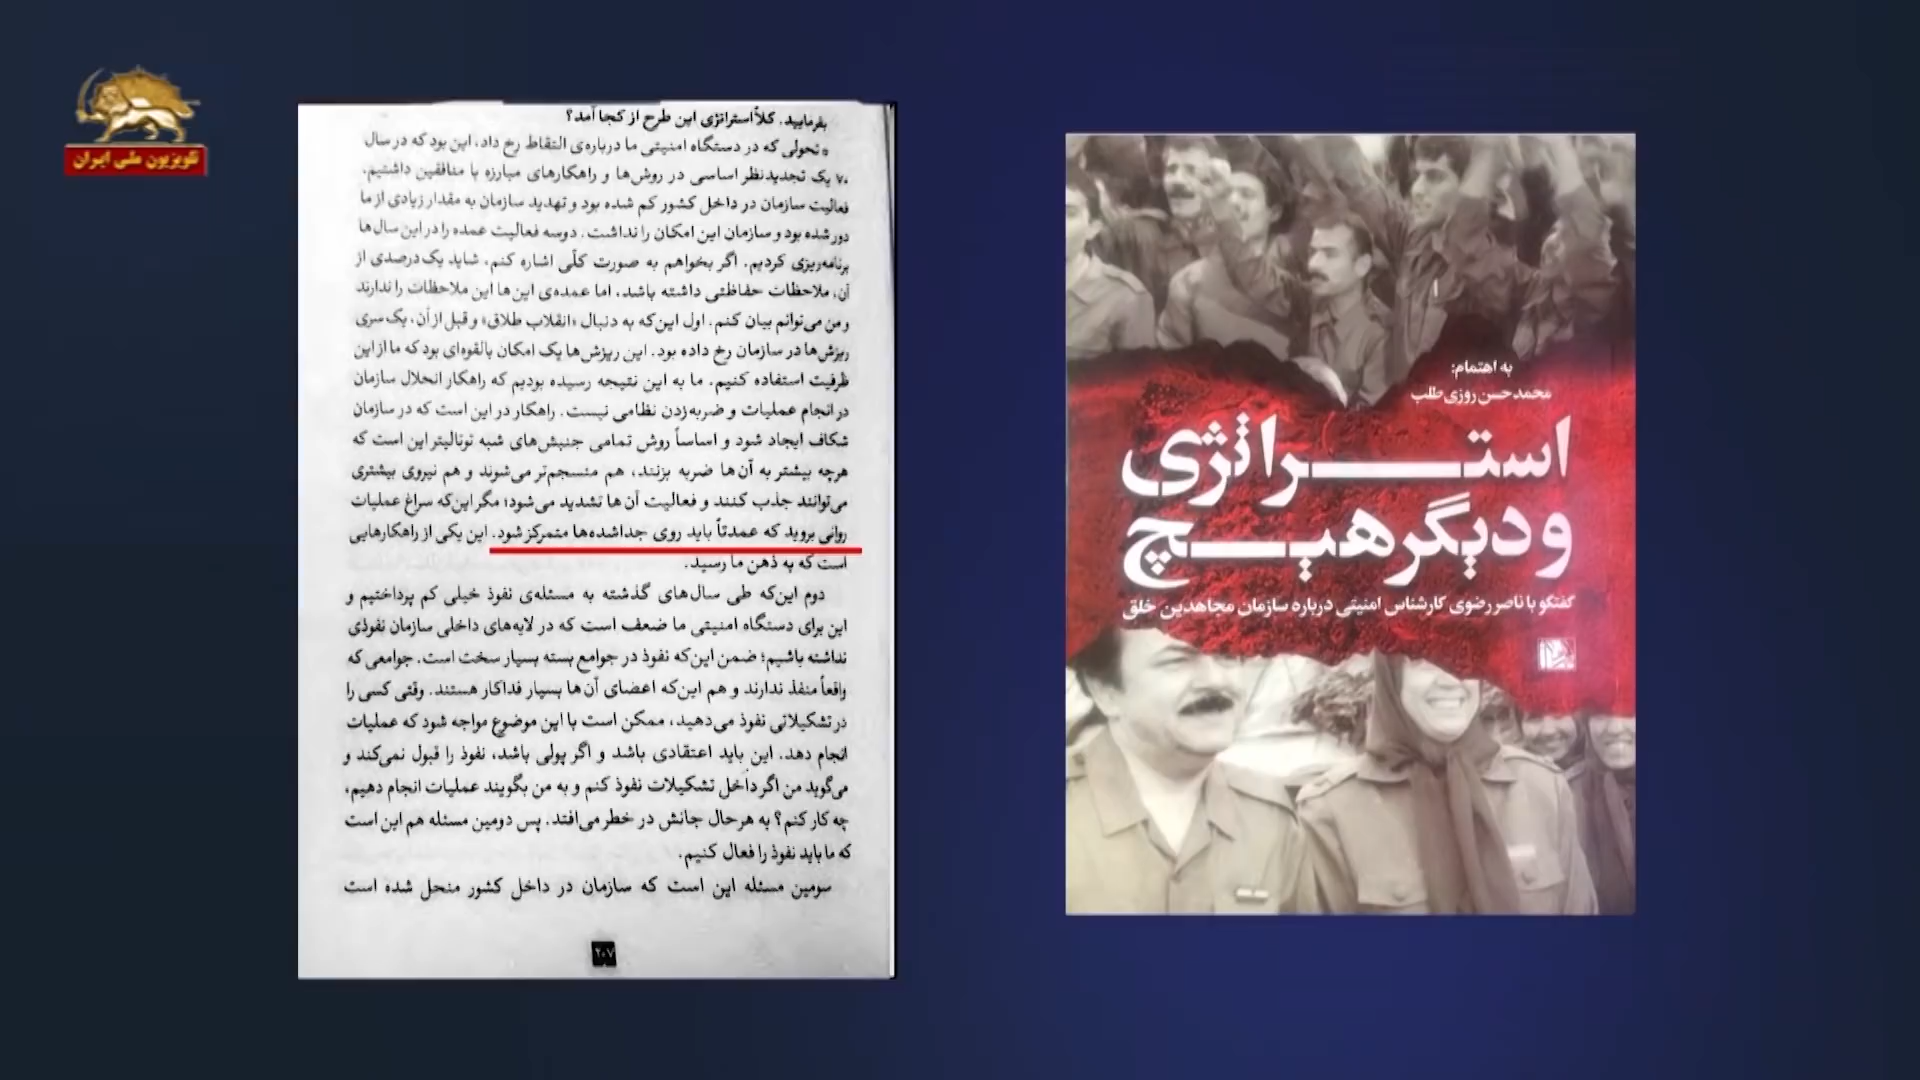 تلویزیون ملی ایران
بفرمایید. کلاً استراتژی این طرح از کجا آمد؟
* تحولی که در دستگاه امنیتی ما درباره‌ی التقاط رخ داد، این بود که در سال
۷۰ یک تجدیدنظر اساسی در روش‌ها و راهکارهای مبارزه با منافقین داشتیم.
فعالیت سازمان در داخل کشور کم شده بود و تهدید سازمان به مقدار زیادی از ما
دور شده بود و سازمان این امکان را نداشت. دوسه فعالیت عمده را در این سال‌ها
برنامه‌ریزی کردیم. اگر بخواهم به صورت کلّی اشاره کنم، شاید یک‌درصدی از
آن، ملاحظات حفاظتی داشته باشد، اما عمده‌ی این‌ها این ملاحظات را ندارند
و من می‌توانم بیان کنم. اول این‌که به دنبال «انقلاب طلاق» و قبل از آن، یک سری
ریزش‌ها در سازمان رخ داده بود. این ریزش‌ها یک امکان بالقوه‌ای بود که ما از این
ظرفیت استفاده کنیم. ما به این نتیجه رسیده بودیم که راهکار انحلال سازمان
در انجام عملیات و ضربه‌زدن نظامی نیست. راهکار در این است که در سازمان
شکاف ایجاد شود و اساساً روش تمامی جنبش‌های شبه توتالیتر این است که
هرچه بیشتر به آن‌ها ضربه بزنند، هم منسجم‌تر می‌شوند و هم نیروی بیشتری
می‌توانند جذب کنند و فعالیت آن‌ها تشدید می‌شود؛ مگر این‌که سراغ عملیات
روانی بروید که عمدتاً باید روی جداشده‌ها متمرکز شود. این یکی از راهکارهایی
است که به ذهن ما رسید.
دوم این‌که طی سال‌های گذشته به مسئله‌ی نفوذ خیلی کم پرداختیم و
این برای دستگاه امنیتی ما ضعف است که در لایه‌های داخلی سازمان نفوذی
نداشته باشیم؛ ضمن این‌که نفوذ در جوامع بسته بسیار سخت است. جوامعی که
واقعاً منفذ ندارند و هم این‌که اعضای آن‌ها بسیار فداکار هستند. وقتی کسی را
در تشکیلاتی نفوذ می‌دهید، ممکن است با این موضوع مواجه شود که عملیات
انجام دهد. این باید اعتقادی باشد و اگر پولی باشد، نفوذ را قبول نمی‌کند و
می‌گوید من اگر داخل تشکیلات نفوذ کنم و به من بگویند عملیات انجام دهیم،
چه کار کنم؟ به هرحال جانش در خطر می‌افتد. پس دومین مسئله هم این است
که ما باید نفوذ را فعال کنیم.
سومین مسئله این است که سازمان در داخل کشور منحل شده است
۲۰۷
به اهتمام:
محمدحسن روزی‌طلب
استراتژی
و دیگر هیچ
گفتگو با ناصر رضوی کارشناس امنیتی درباره سازمان مجاهدین خلق